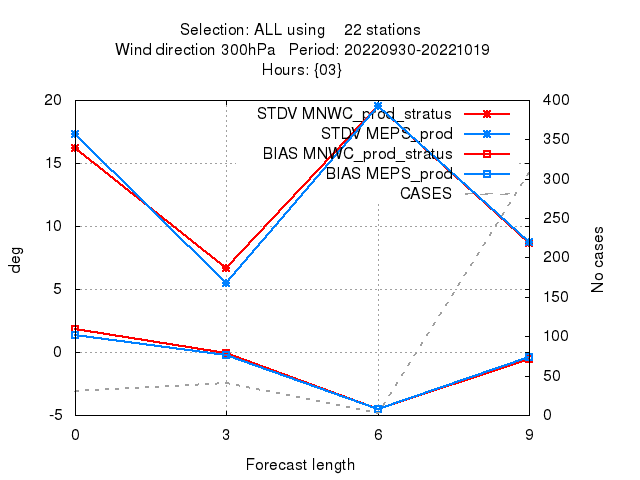 Selection: ALL using 22 stations
Wind direction 300hPa Period: 20220930-20221019
Hours: {03}
20
15
10
5
0
-5
deg
STDV MNWC_prod_stratus
STDV MEPS_prod
BIAS MNWC_prod_stratus
BIAS MEPS_prod
CASES
400
350
300
250
200
150
100
50
0
No cases
0 3 6 9
Forecast length